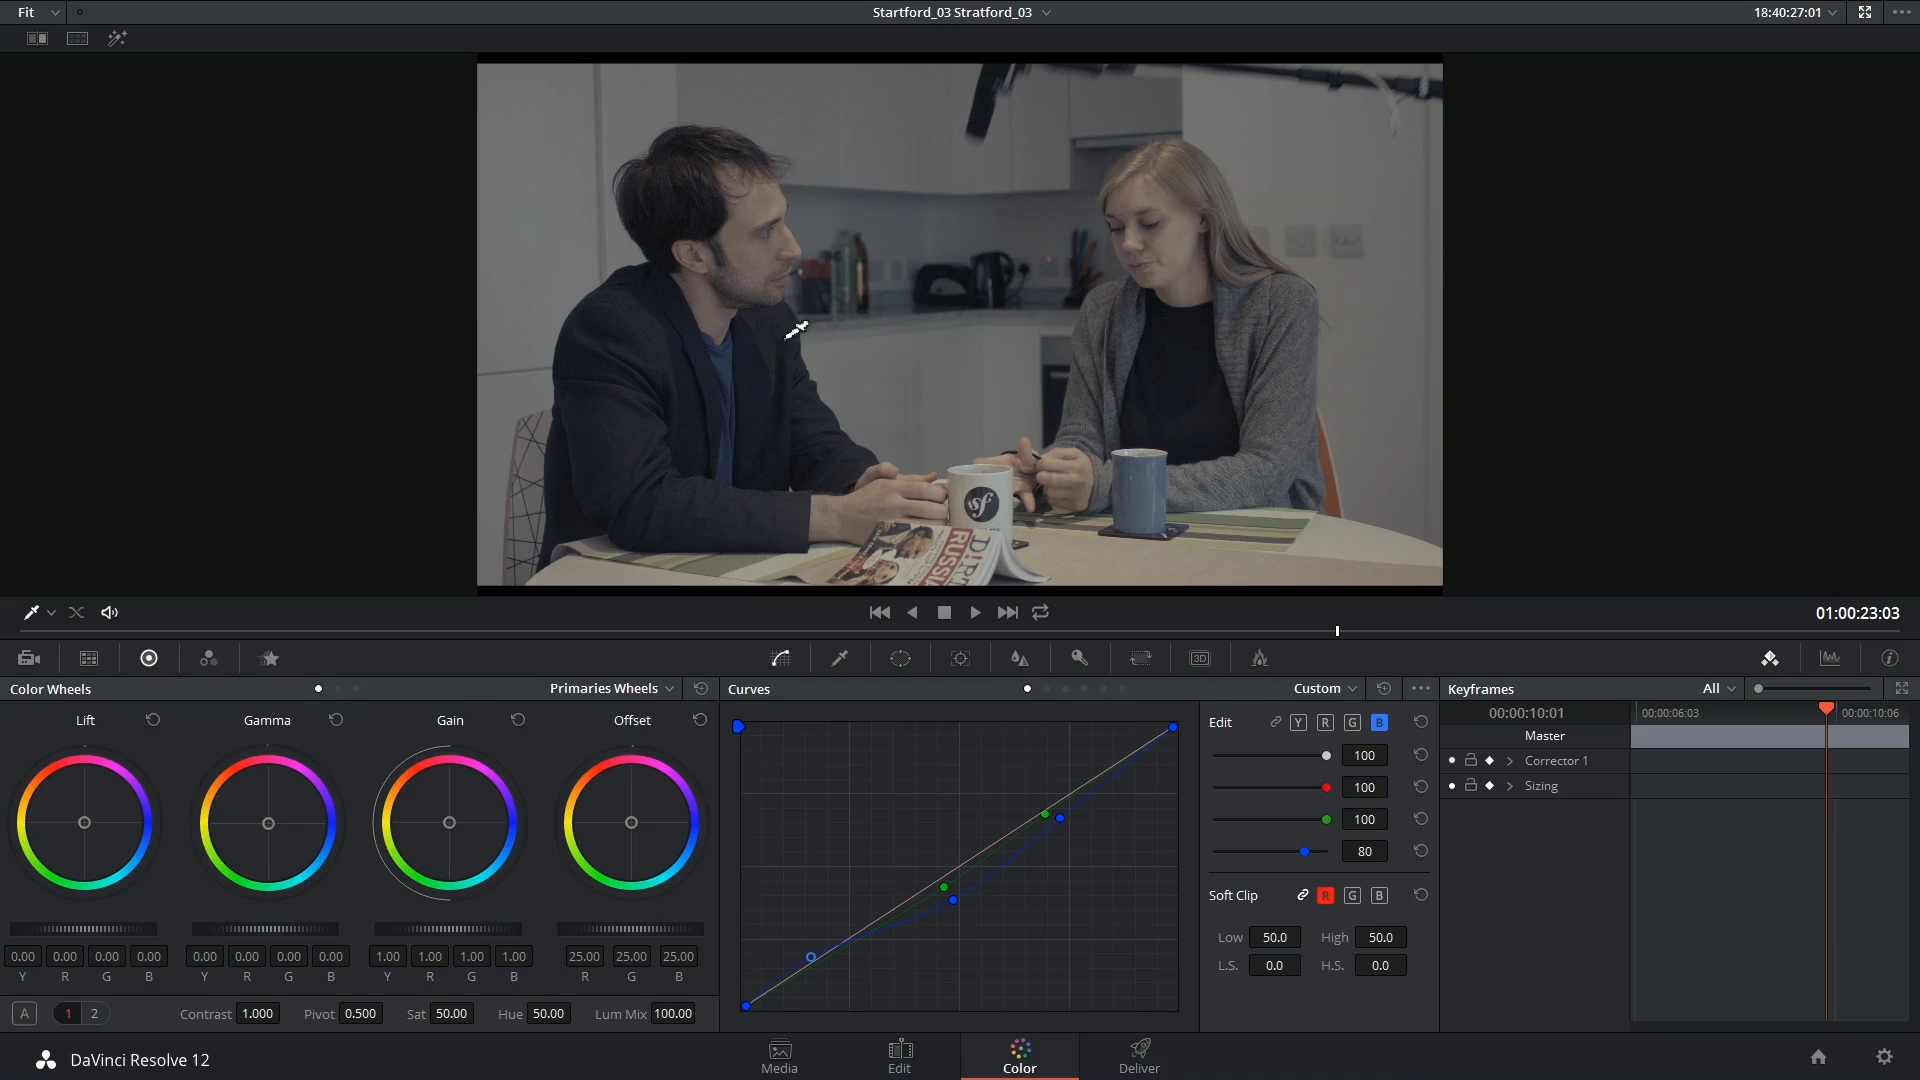 Fit
Startford_03 Stratford_03
18:40:27:01
sf
RUSSIA
DIRT
01:00:23:03
3D
Color Wheels
Primaries Wheels
Curves
Custom
Keyframes
All
Lift
Gamma
Gain
Offset
Edit
Y
R
G
B
00:00:10:01
00:00:06:03
00:00:10:06
Master
100
Corrector 1
100
Sizing
100
80
Soft Clip
R
G
B
Low
50.0
High
50.0
L.S.
0.0
H.S.
0.0
0.00 0.00 0.00 0.00
0.00 0.00 0.00 0.00
1.00 1.00 1.00 1.00
25.00 25.00 25.00
Y R G B
Y R G B
Y R G B
R G B
A
1
2
Contrast 1.000
Pivot 0.500
Sat 50.00
Hue 50.00
Lum Mix 100.00
DaVinci Resolve 12
Media
Edit
Color
Deliver